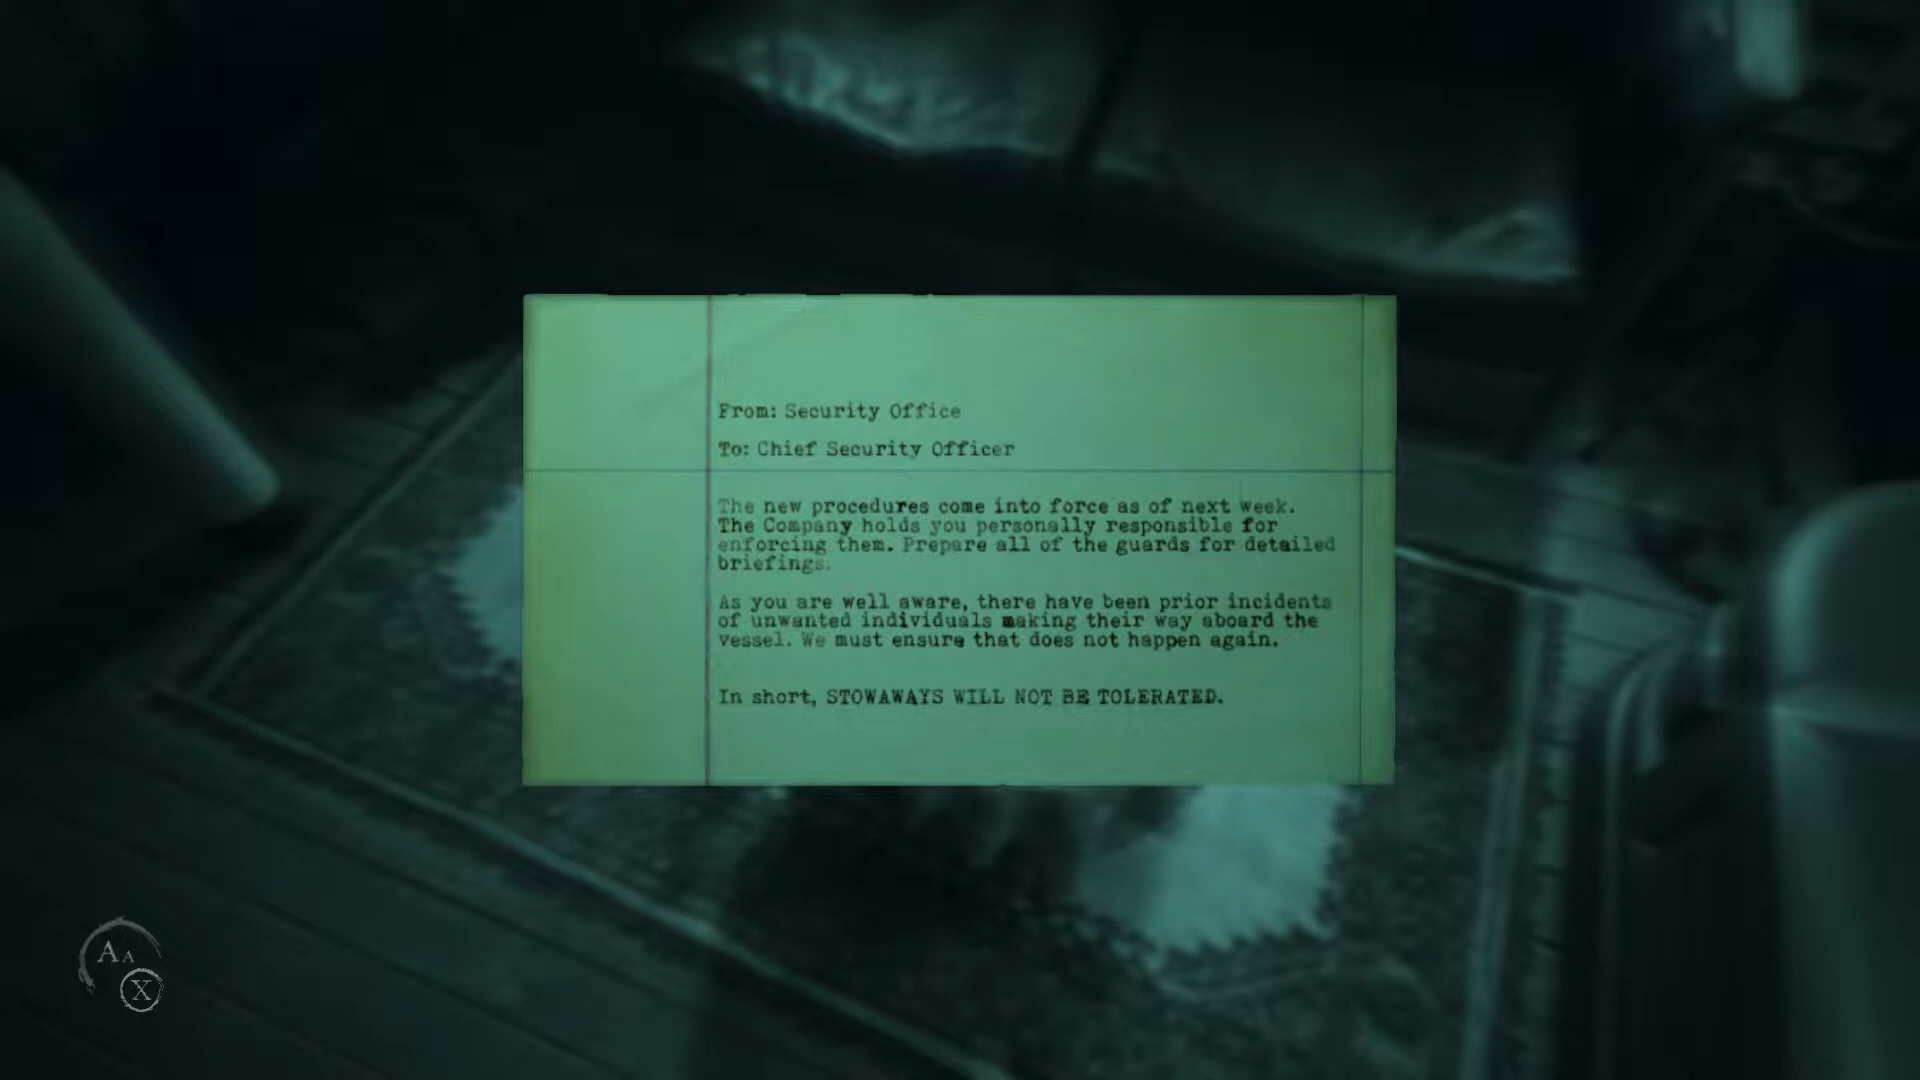 From: Security Office
To: Chief Security Officer
The new procedures come into force as of next week.
The Company holds you personally responsible for
enforcing them. Prepare all of the guards for detailed
briefings.
As you are well aware, there have been prior incidents
of unwanted individuals making their way aboard the
vessel. We must ensure that does not happen again.
In short, STOWAWAYS WILL NOT BE TOLERATED.
A A
X